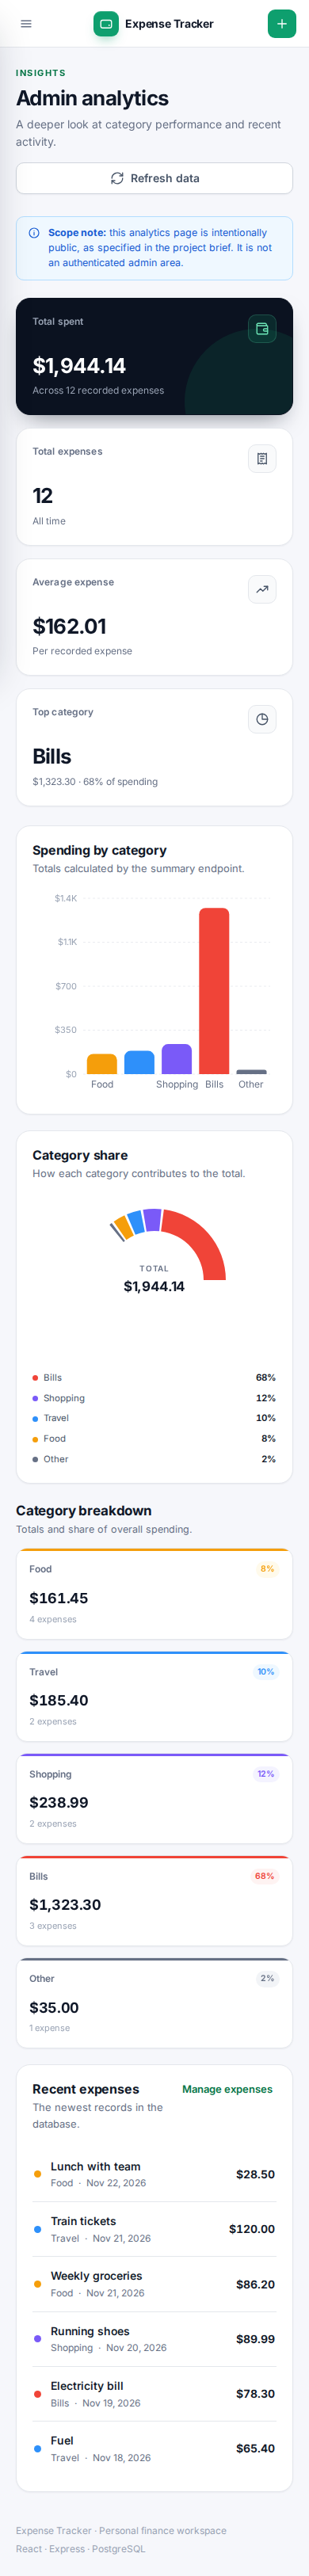 Expense Tracker
INSIGHTS
Admin analytics
A deeper look at category performance and recent
activity.
Refresh data
Scope note: this analytics page is intentionally
public, as specified in the project brief. It is not
an authenticated admin area.
Total spent
$1,944.14
Across 12 recorded expenses
Total expenses
12
All time
Average expense
$162.01
Per recorded expense
Top category
Bills
$1,323.30 · 68% of spending
Spending by category
Totals calculated by the summary endpoint.
$1.4K
$1.1K
$700
$350
$0
Food Shopping Bills Other
Category share
How each category contributes to the total.
TOTAL
$1,944.14
Bills 68%
Shopping 12%
Travel 10%
Food 8%
Other 2%
Category breakdown
Totals and share of overall spending.
Food 8%
$161.45
4 expenses
Travel 10%
$185.40
2 expenses
Shopping 12%
$238.99
2 expenses
Bills 68%
$1,323.30
3 expenses
Other 2%
$35.00
1 expense
Recent expenses Manage expenses
The newest records in the
database.
Lunch with team
Food · Nov 22, 2026
$28.50
Train tickets
Travel · Nov 21, 2026
$120.00
Weekly groceries
Food · Nov 21, 2026
$86.20
Running shoes
Shopping · Nov 20, 2026
$89.99
Electricity bill
Bills · Nov 19, 2026
$78.30
Fuel
Travel · Nov 18, 2026
$65.40
Expense Tracker · Personal finance workspace
React · Express · PostgreSQL